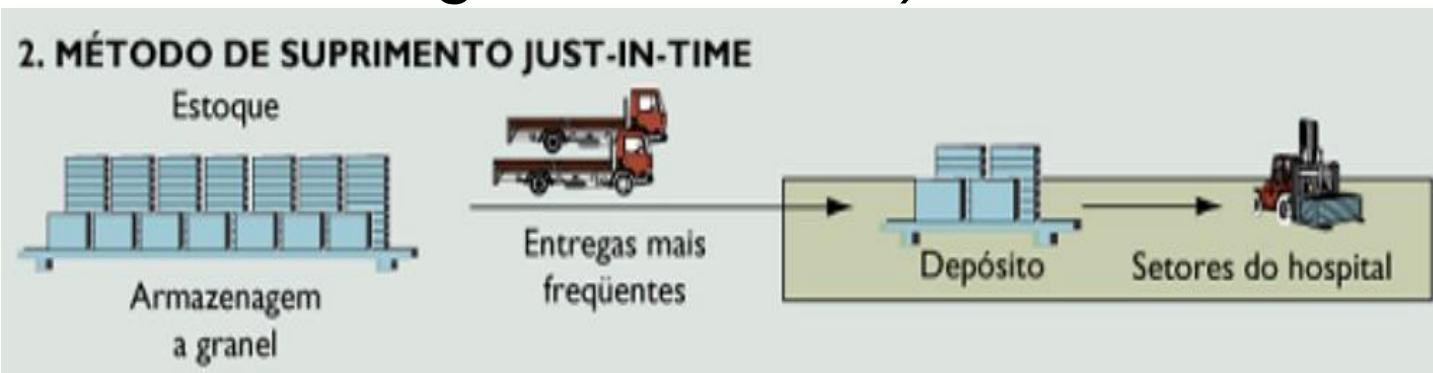 2. MÉTODO DE SUPRIMENTO JUST-IN-TIME
Estoque
Armazenagem
a granel
Entregas mais
freqüentes
Depósito
Setores do hospital